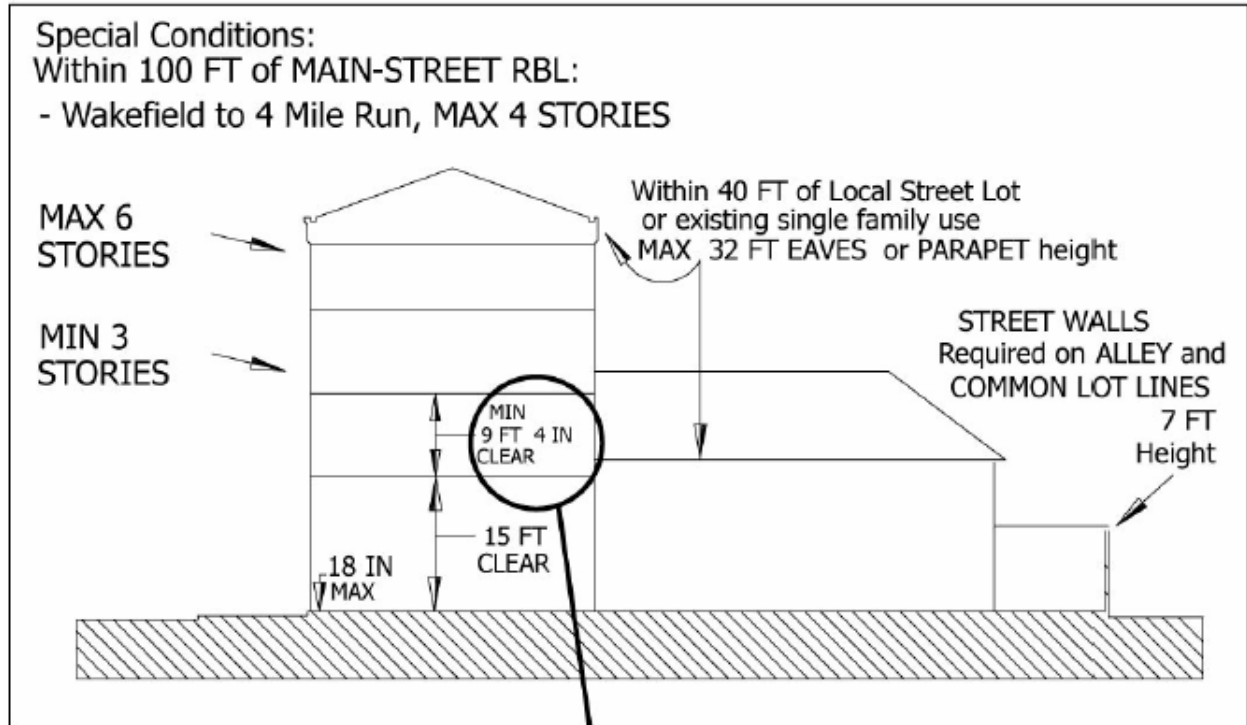 Special Conditions:
Within 100 FT of MAIN-STREET RBL:
- Wakefield to 4 Mile Run, MAX 4 STORIES
MAX 6
STORIES
Within 40 FT of Local Street Lot
or existing single family use
MAX 32 FT EAVES or PARAPET height
MIN 3
STORIES
STREET WALLS
Required on ALLEY and
COMMON LOT LINES
7 FT
Height
MIN
9 FT 4 IN
CLEAR
15 FT
CLEAR
18 IN
MAX